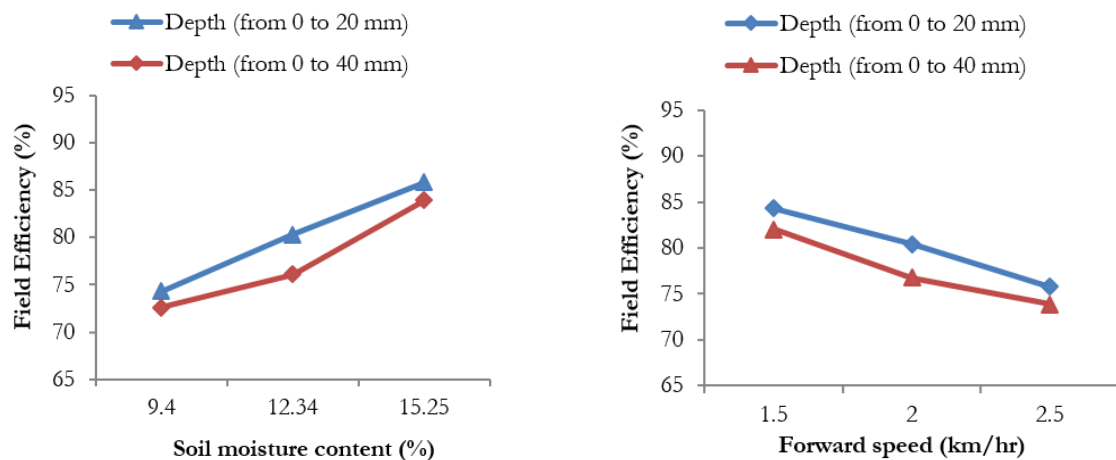 Depth (from 0 to 20 mm)
Depth (from 0 to 40 mm)
95
90
85
80
75
70
65
Field Efficiency (%)
9.4 12.34 15.25
Soil moisture content (%)
Depth (from 0 to 20 mm)
Depth (from 0 to 40 mm)
95
90
85
80
75
70
65
Field Efficiency (%)
1.5 2 2.5
Forward speed (km/hr)